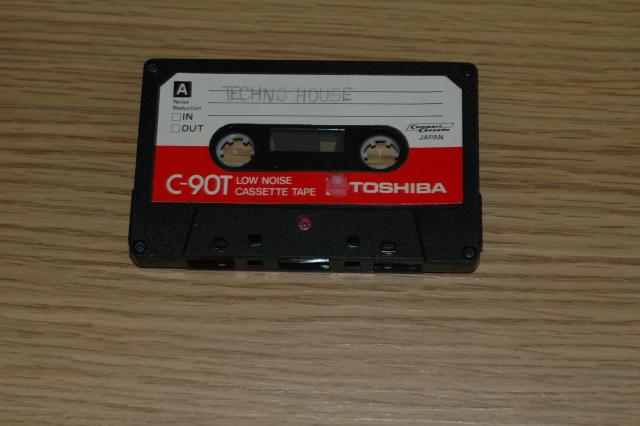 A
TECHNO HOUSE
Noise
Reduction
IN
OUT
Compact
Cassette
JAPAN
C-90T LOW NOISE
CASSETTE TAPE
TOSHIBA